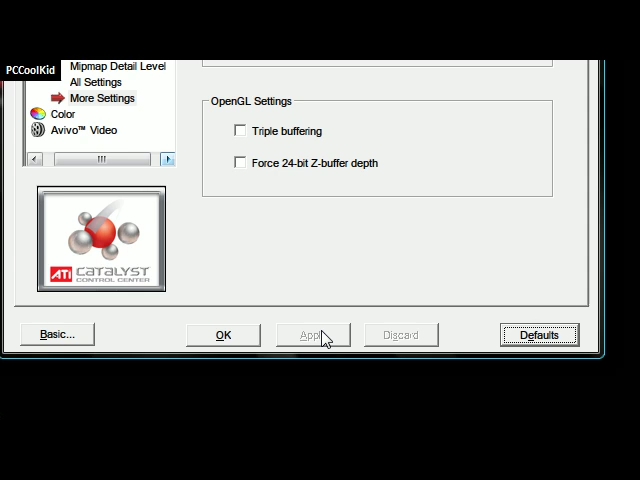 PCCoolKid
Mipmap Detail Level
All Settings
More Settings
Color
Avivo™ Video
OpenGL Settings
Triple buffering
Force 24-bit Z-buffer depth
ATI CATALYST
CONTROL CENTER
Basic...
OK
Discard
Defaults